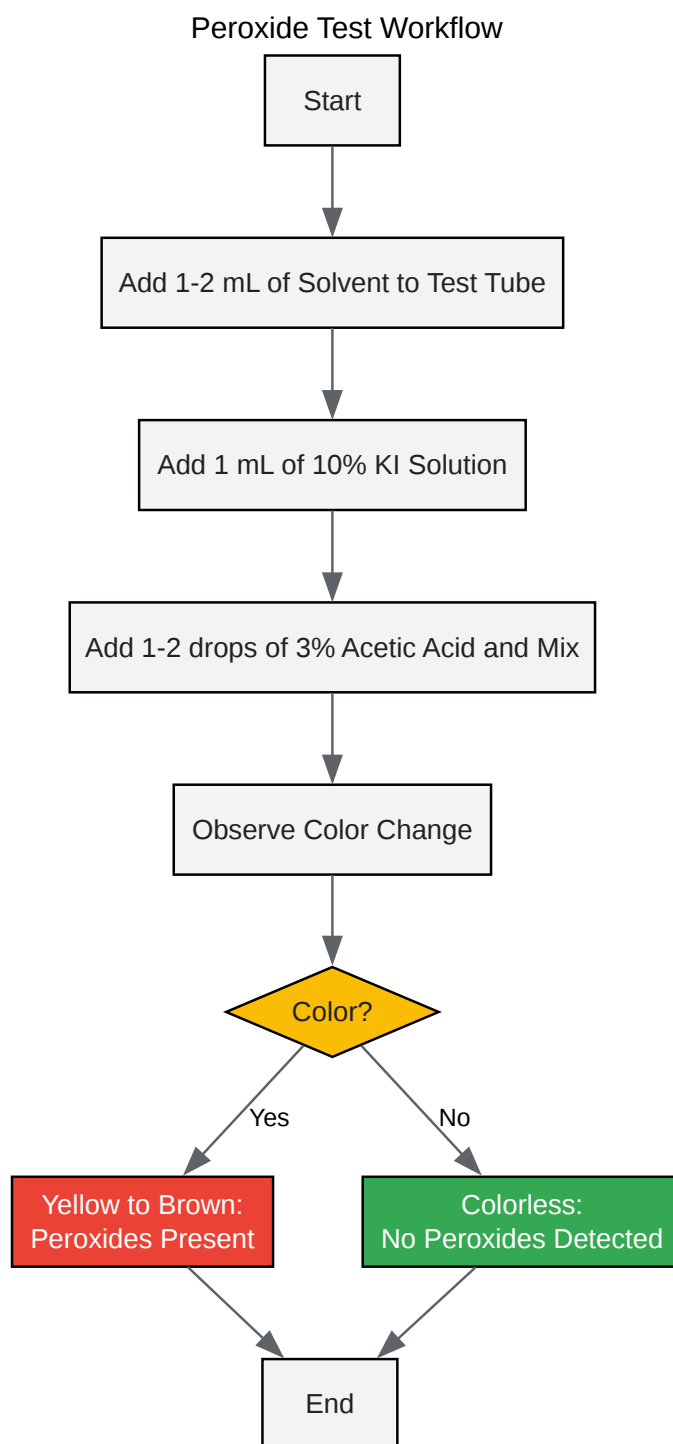 Peroxide Test Workflow
Start
Add 1-2 mL of Solvent to Test Tube
Add 1 mL of 10% KI Solution
Add 1-2 drops of 3% Acetic Acid and Mix
Observe Color Change
Color?
Yes
No
Yellow to Brown:
Peroxides Present
Colorless:
No Peroxides Detected
End